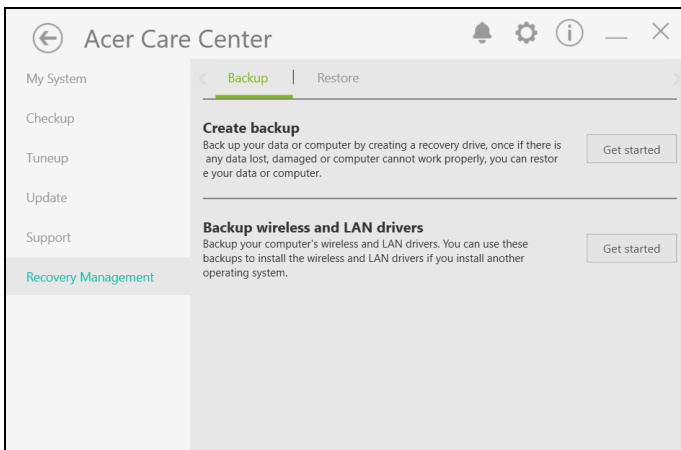 Acer Care Center
My System
Checkup
Tuneup
Update
Support
Recovery Management
Backup
Restore
Create backup
Back up your data or computer by creating a recovery drive, once if there is
any data lost, damaged or computer cannot work properly, you can restor
e your data or computer.
Get started
Backup wireless and LAN drivers
Backup your computer's wireless and LAN drivers. You can use these
backups to install the wireless and LAN drivers if you install another
operating system.
Get started